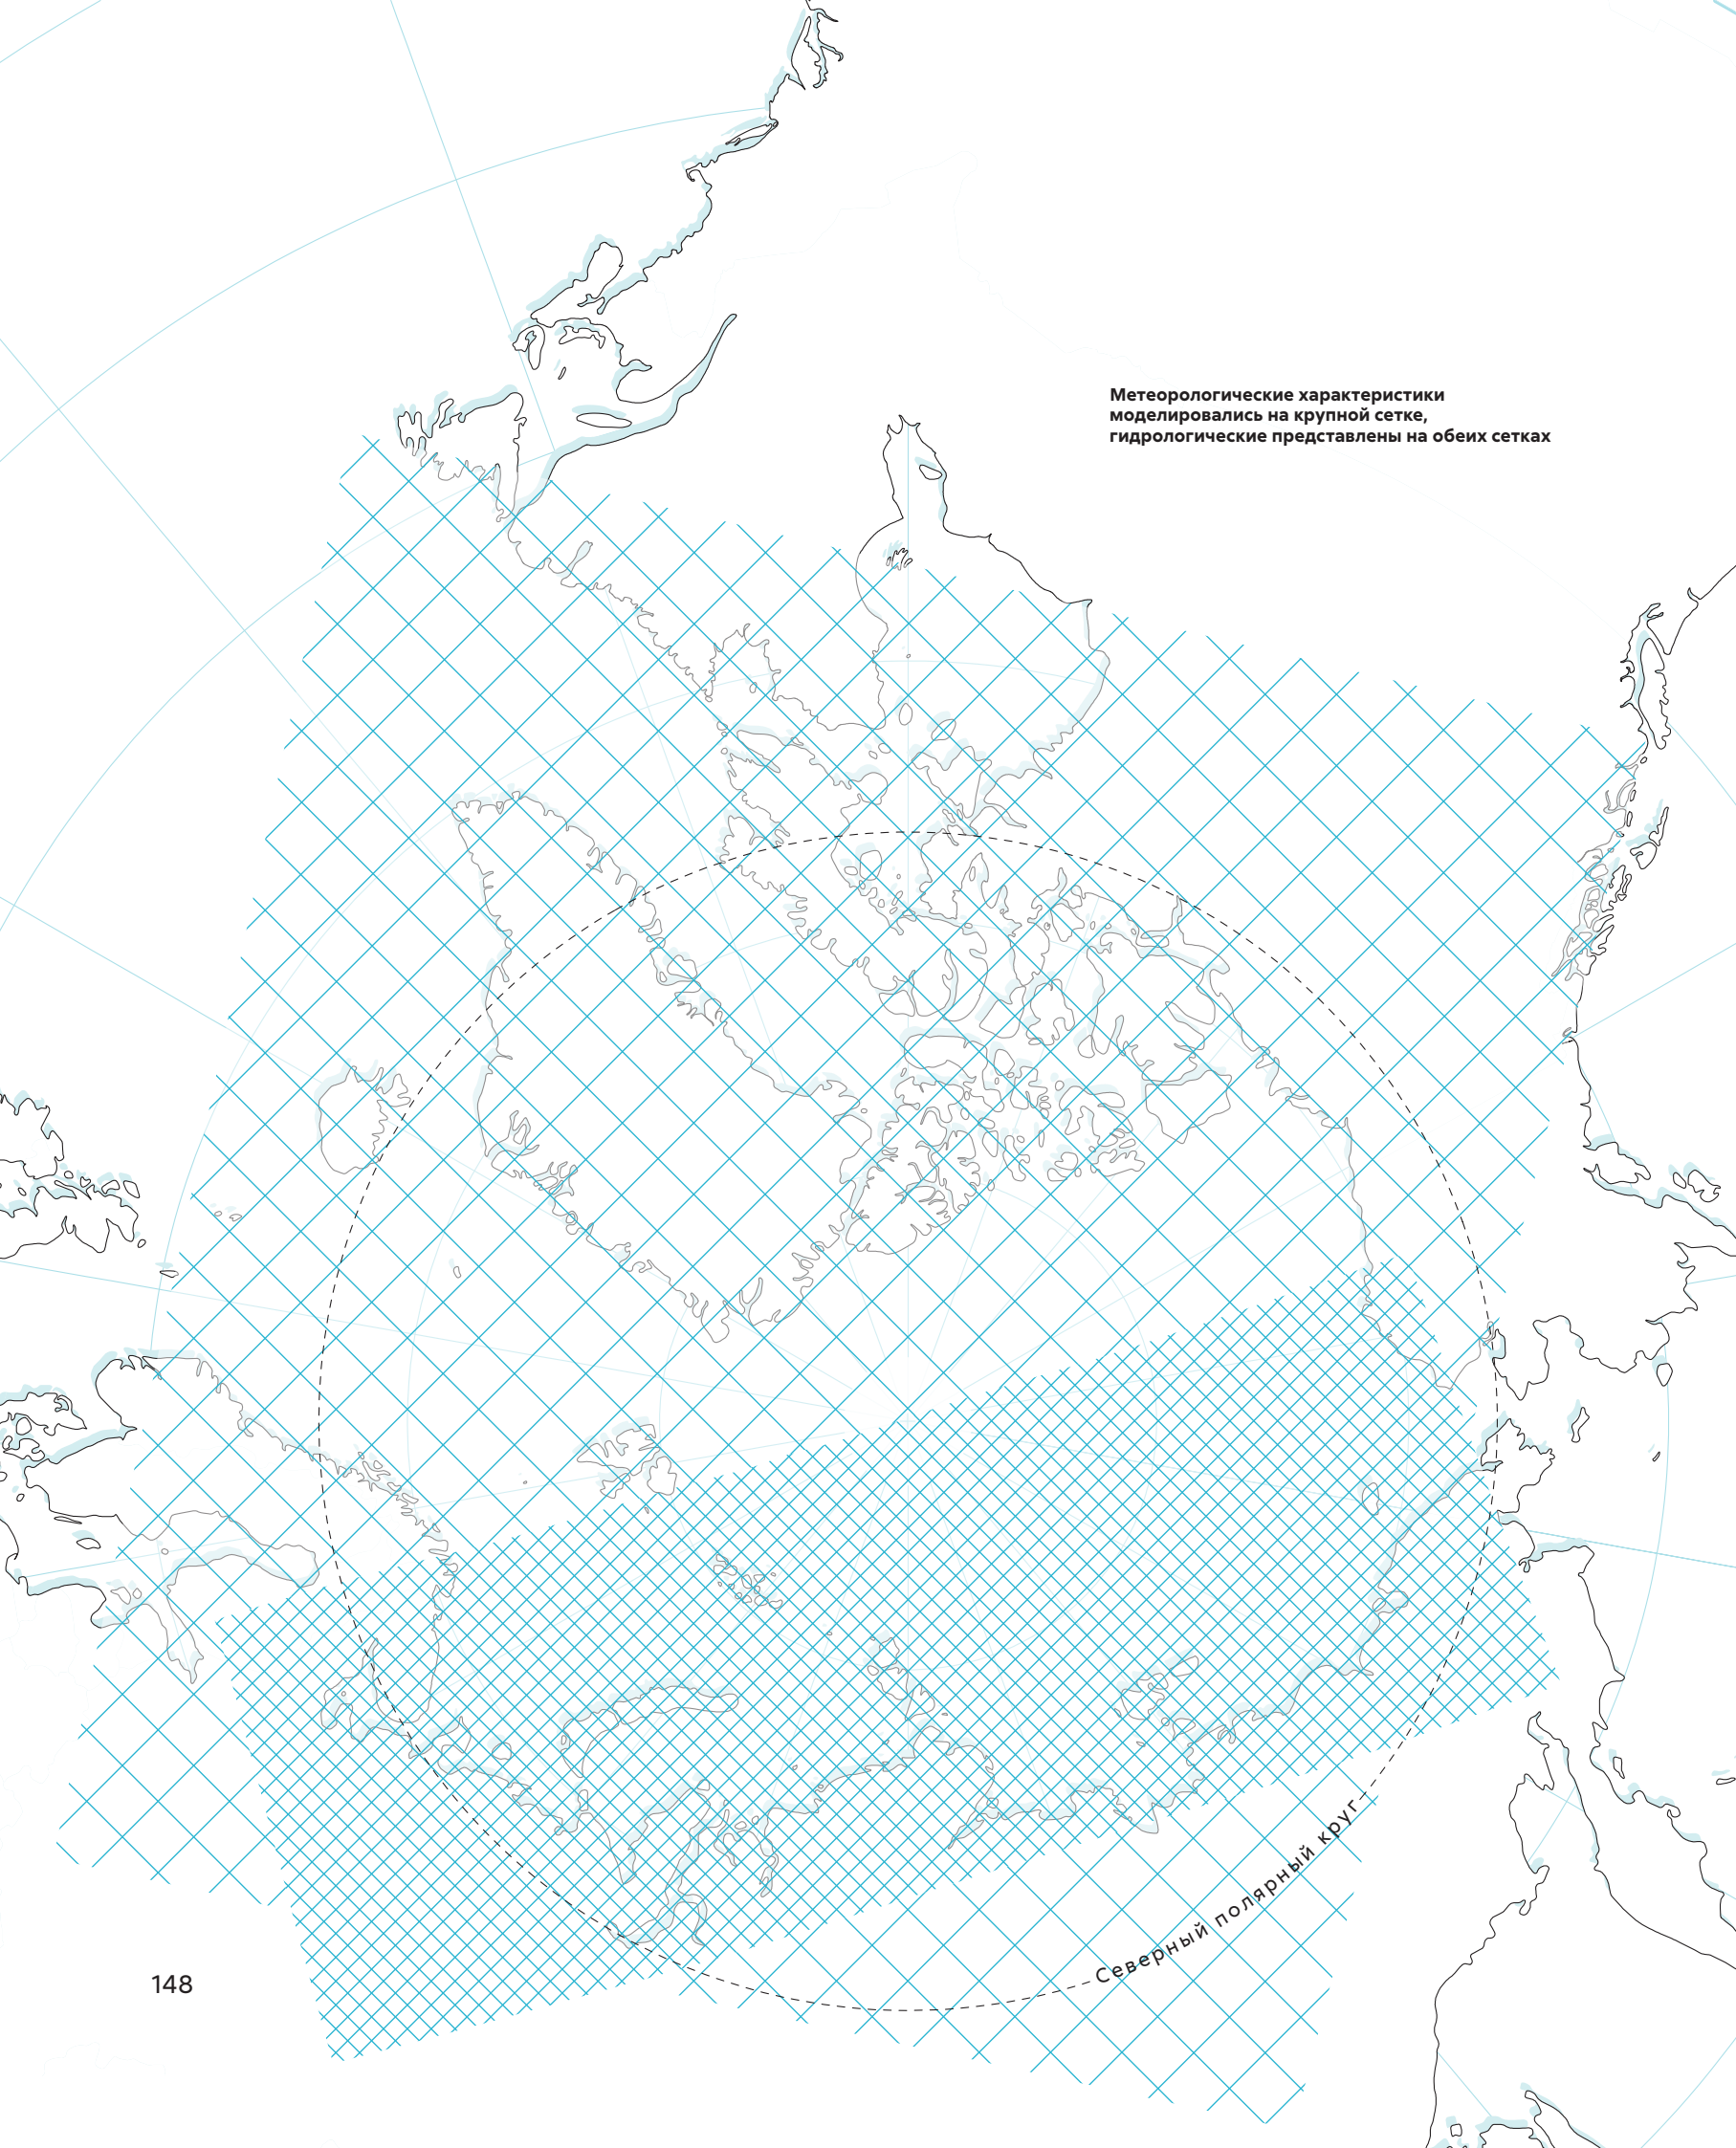 Метеорологические характеристики
моделировались на крупной сетке,
гидрологические представлены на обеих сетках
Северный полярный круг
148